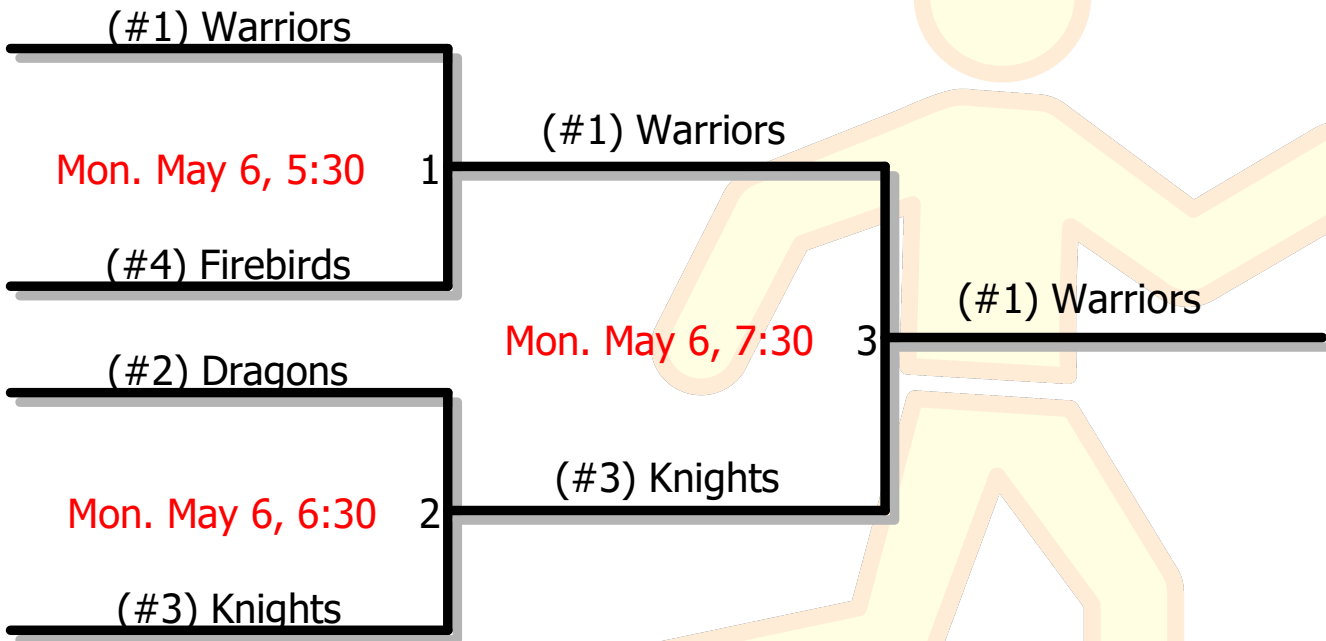 (#1) Warriors
Mon. May 6, 5:30 1
(#4) Firebirds
(#1) Warriors
(#2) Dragons
Mon. May 6, 6:30 2
(#3) Knights
(#3) Knights
Mon. May 6, 7:30 3
(#1) Warriors